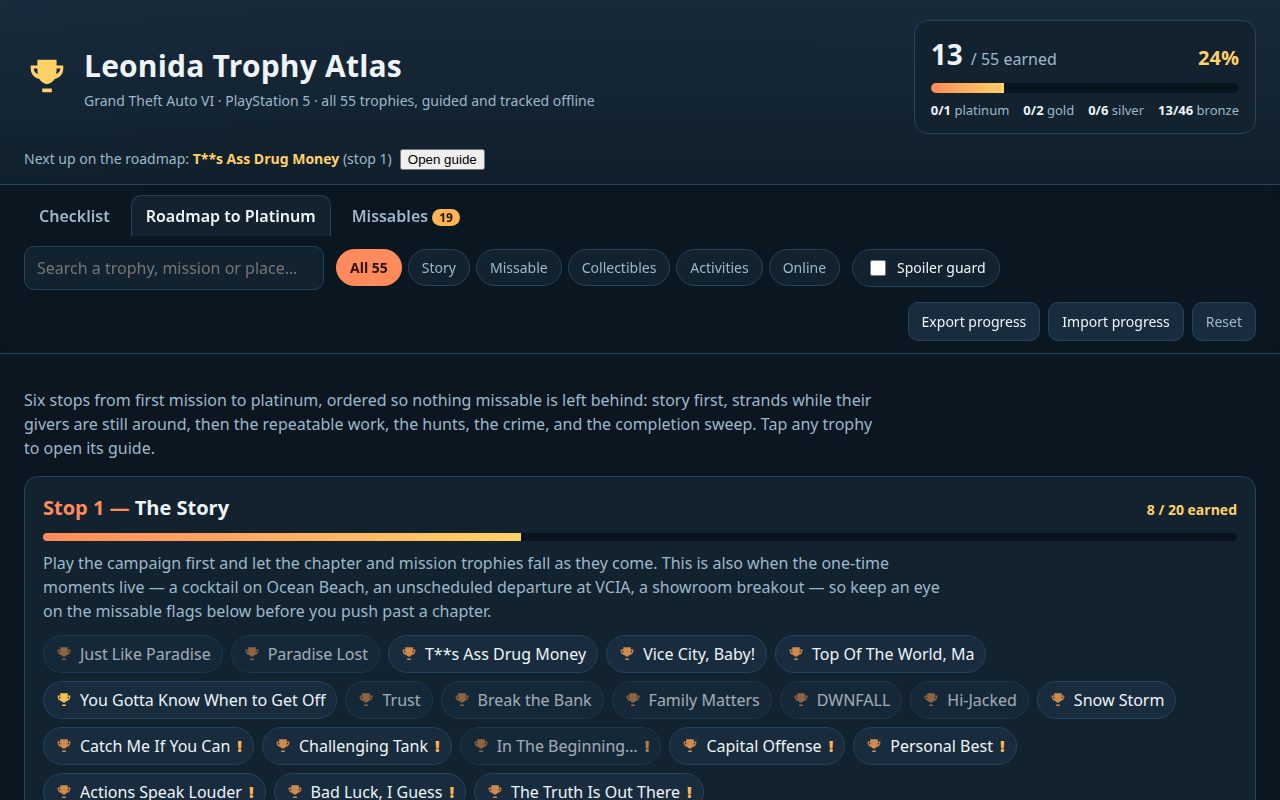 Leonida Trophy Atlas
Grand Theft Auto VI · PlayStation 5 · all 55 trophies, guided and tracked offline
13 / 55 earned 24%
0/1 platinum 0/2 gold 0/6 silver 13/46 bronze
Next up on the roadmap: T**s Ass Drug Money (stop 1) Open guide
Checklist Roadmap to Platinum Missables 19
Search a trophy, mission or place... All 55 Story Missable Collectibles Activities Online Spoiler guard
Export progress Import progress Reset
Six stops from first mission to platinum, ordered so nothing missable is left behind: story first, strands while their
givers are still around, then the repeatable work, the hunts, the crime, and the completion sweep. Tap any trophy
to open its guide.
Stop 1 — The Story 8 / 20 earned
Play the campaign first and let the chapter and mission trophies fall as they come. This is also when the one-time
moments live — a cocktail on Ocean Beach, an unscheduled departure at VCIA, a showroom breakout — so keep an eye
on the missable flags below before you push past a chapter.
Just Like Paradise Paradise Lost T**s Ass Drug Money Vice City, Baby! Top Of The World, Ma
You Gotta Know When to Get Off Trust Break the Bank Family Matters DWNFALL Hi-Jacked Snow Storm
Catch Me If You Can ! Challenging Tank ! In The Beginning... ! Capital Offense ! Personal Best !
Actions Speak Louder ! Bad Luck, I Guess ! The Truth Is Out There !